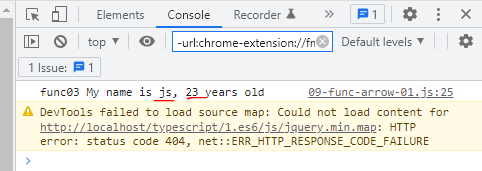 Elements Console Recorder 1
top -url:chrome-extension://fn Default levels 1
1 Issue: 1
func03 My name is js, 23 years old 09-func-arrow-01.js:25
DevTools failed to load source map: Could not load content for
http://localhost/typescript/1.es6/js/jquery.min.map: HTTP
error: status code 404, net::ERR_HTTP_RESPONSE_CODE_FAILURE